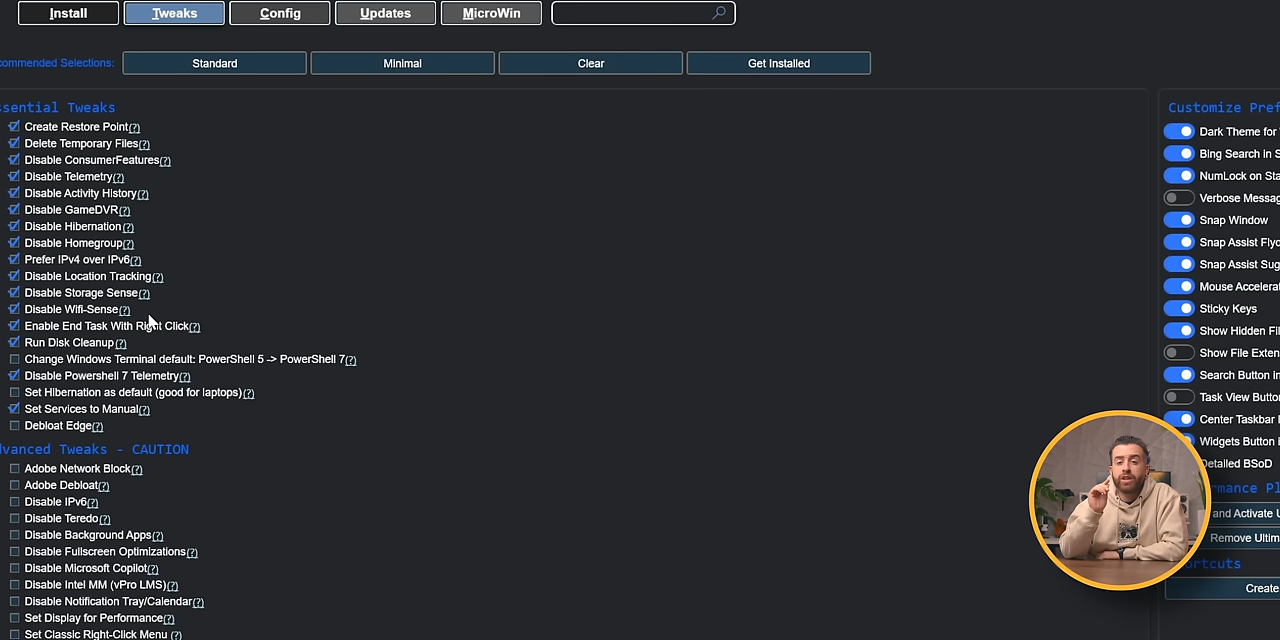 Install Tweaks Config Updates MicroWin
ommended Selections: Standard Minimal Clear Get Installed
ssential Tweaks
Create Restore Point(?)
Delete Temporary Files(?)
Disable ConsumerFeatures(?)
Disable Telemetry(?)
Disable Activity History(?)
Disable GameDVR(?)
Disable Hibernation(?)
Disable Homegroup(?)
Prefer IPv4 over IPv6(?)
Disable Location Tracking(?)
Disable Storage Sense(?)
Disable Wifi-Sense(?)
Enable End Task With Right Click(?)
Run Disk Cleanup(?)
Change Windows Terminal default: PowerShell 5 -> PowerShell 7(?)
Disable Powershell 7 Telemetry(?)
Set Hibernation as default (good for laptops)(?)
Set Services to Manual(?)
Debloat Edge(?)
dvanced Tweaks - CAUTION
Adobe Network Block(?)
Adobe Debloat(?)
Disable IPv6(?)
Disable Teredo(?)
Disable Background Apps(?)
Disable Fullscreen Optimizations(?)
Disable Microsoft Copilot(?)
Disable Intel MM (vPro LMS)(?)
Disable Notification Tray/Calendar(?)
Set Display for Performance(?)
Set Classic Right-Click Menu (?)
Customize Pref
Dark Theme for
Bing Search in S
NumLock on Sta
Verbose Messag
Snap Window
Snap Assist Flyo
Snap Assist Sug
Mouse Accelerat
Sticky Keys
Show Hidden Fil
Show File Exten
Search Button in
Task View Butto
Center Taskbar
Widgets Button i
Detailed BSoD
rmance Pl
and Activate U
Remove Ultim
ortcuts
Create